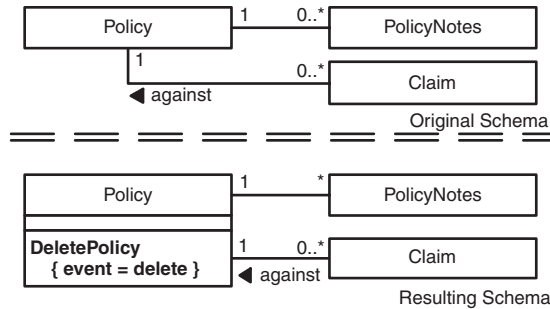 Policy 1 0..* PolicyNotes
1 0..* Claim
◀ against
Original Schema
Policy 1 * PolicyNotes
DeletePolicy 1 0..* Claim
{ event = delete } ◀ against
Resulting Schema